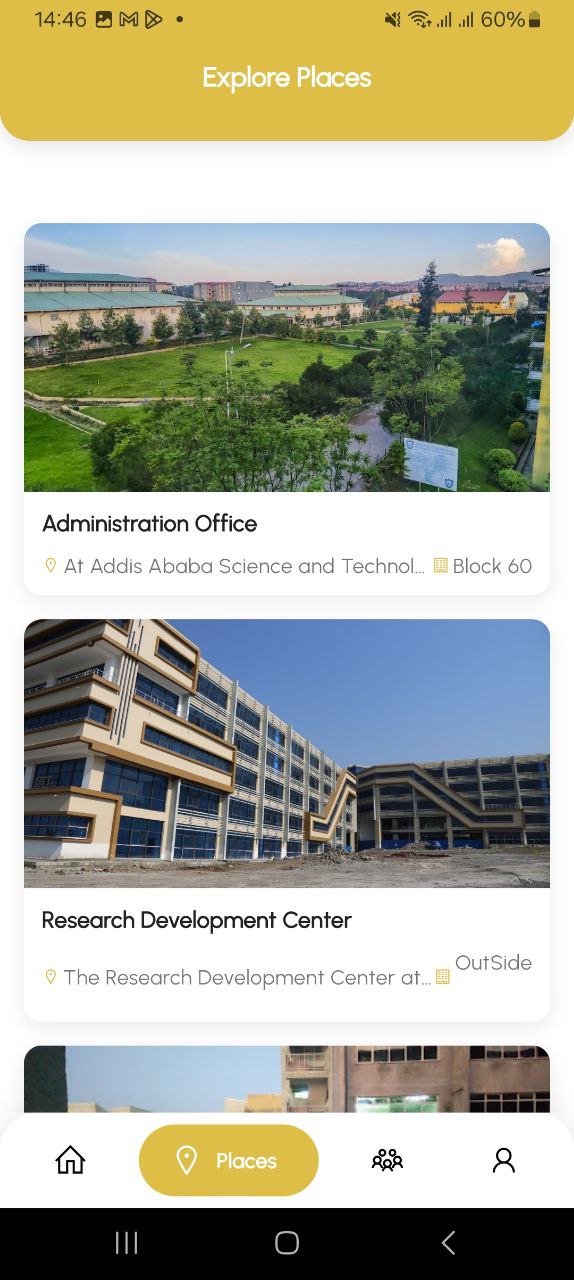 14:46 60%
Explore Places
Administration Office
At Addis Ababa Science and Technol... Block 60
Research Development Center
The Research Development Center at... OutSide
Places